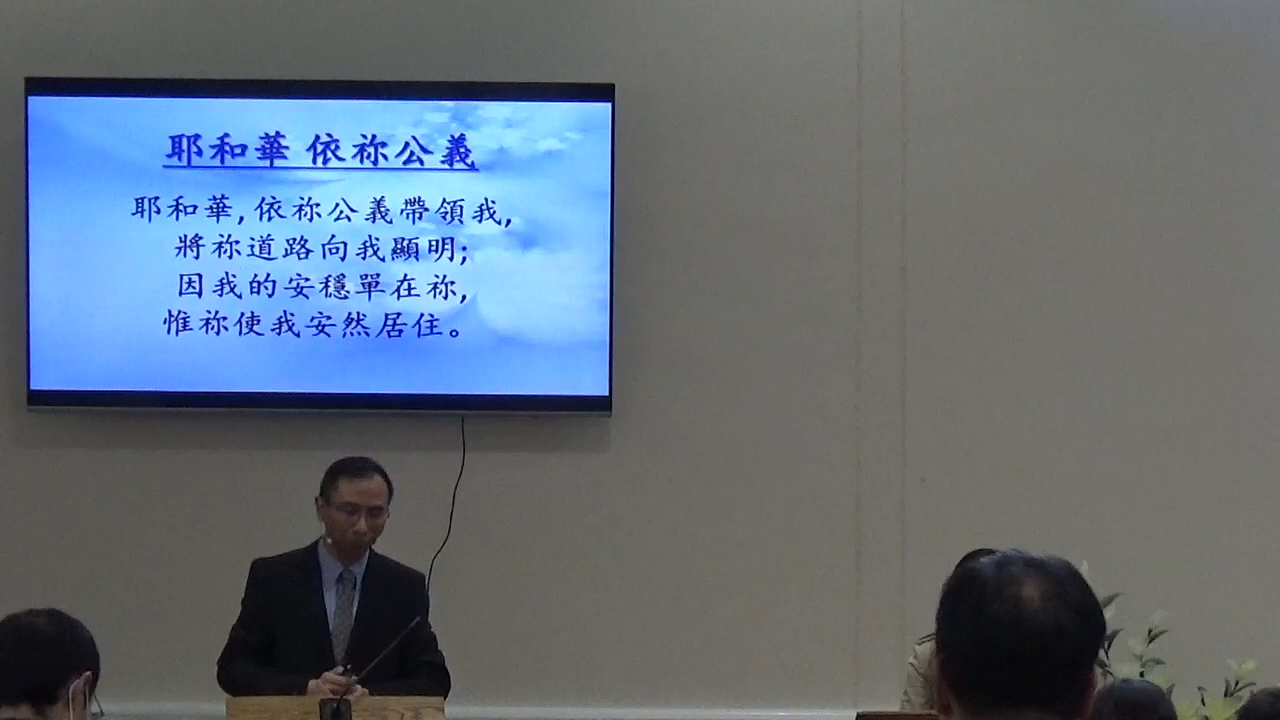 耶和華 依祢公義
耶和華,依祢公義帶領我,
將祢道路向我顯明;
因我的安穩單在祢,
惟祢使我安然居住。